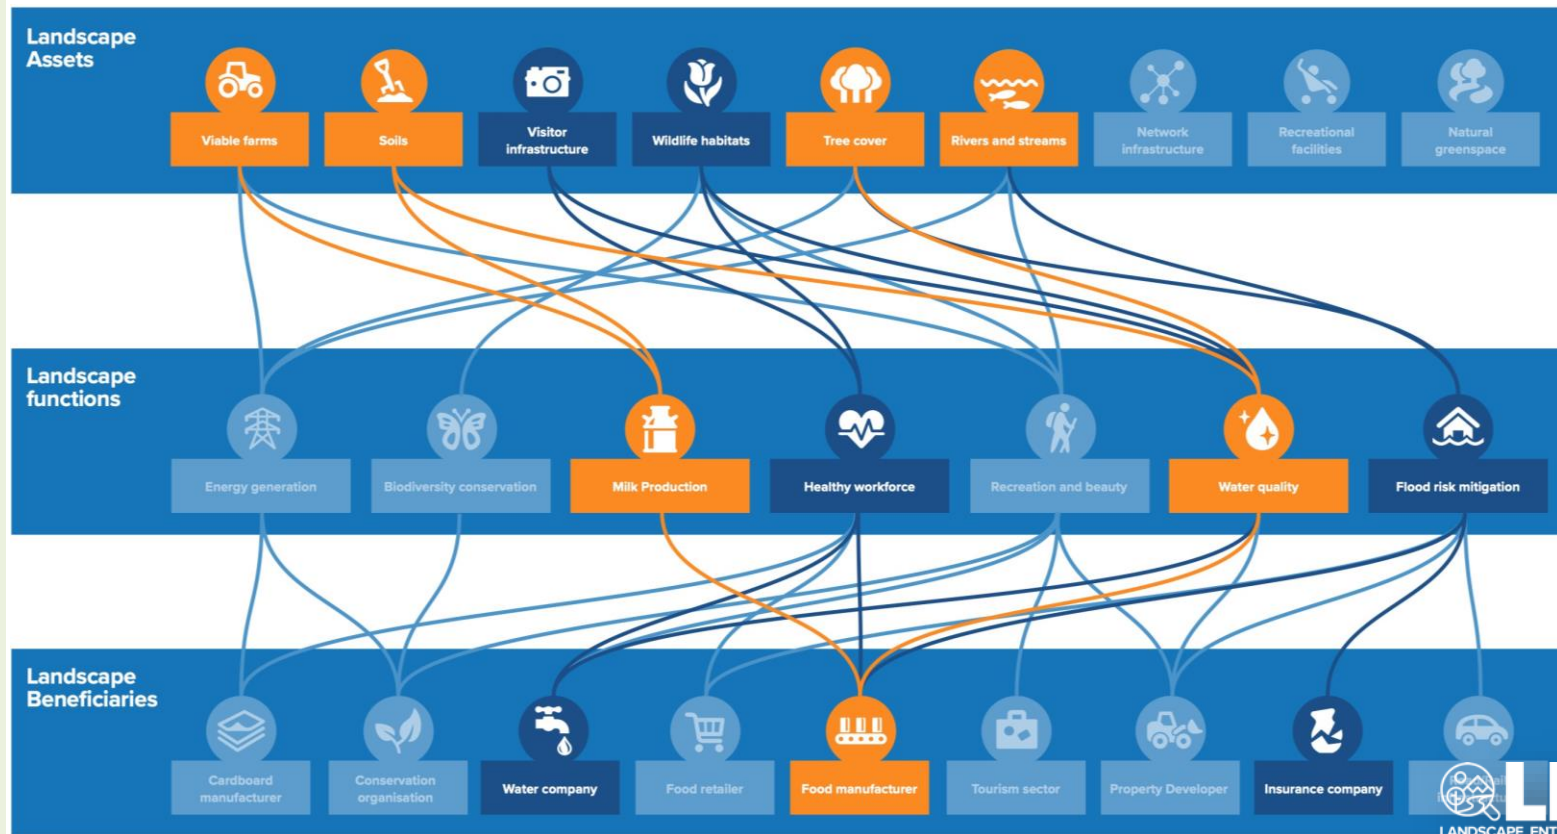 Landscape
Assets
Viable farms
Soils
Visitor
infrastructure
Wildlife habitats
Tree cover
Rivers and streams
Network
infrastructure
Recreational
facilities
Natural
greenspace
Landscape
functions
Energy generation
Biodiversity conservation
Milk Production
Healthy workforce
Recreation and beauty
Water quality
Flood risk mitigation
Landscape
Beneficiaries
Cardboard
manufacturer
Conservation
organisation
Water company
Food retailer
Food manufacturer
Tourism sector
Property Developer
Insurance company
LANDSCAPE ENT